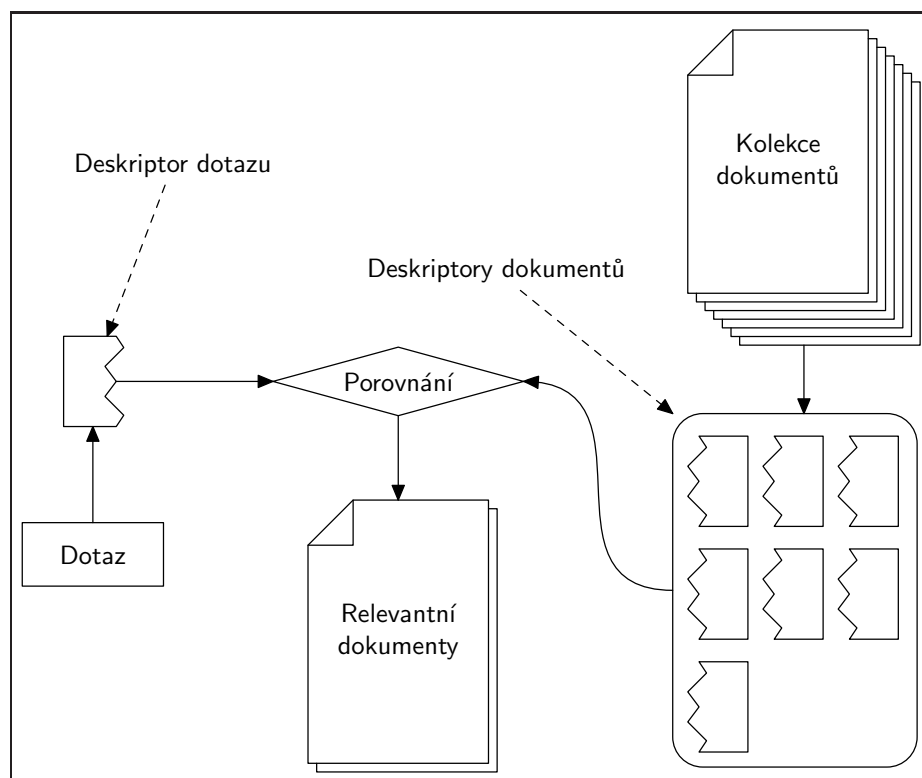 Kolekce
dokumentů
Deskriptor dotazu
Deskriptory dokumentů
Porovnání
Dotaz
Relevantní
dokumenty